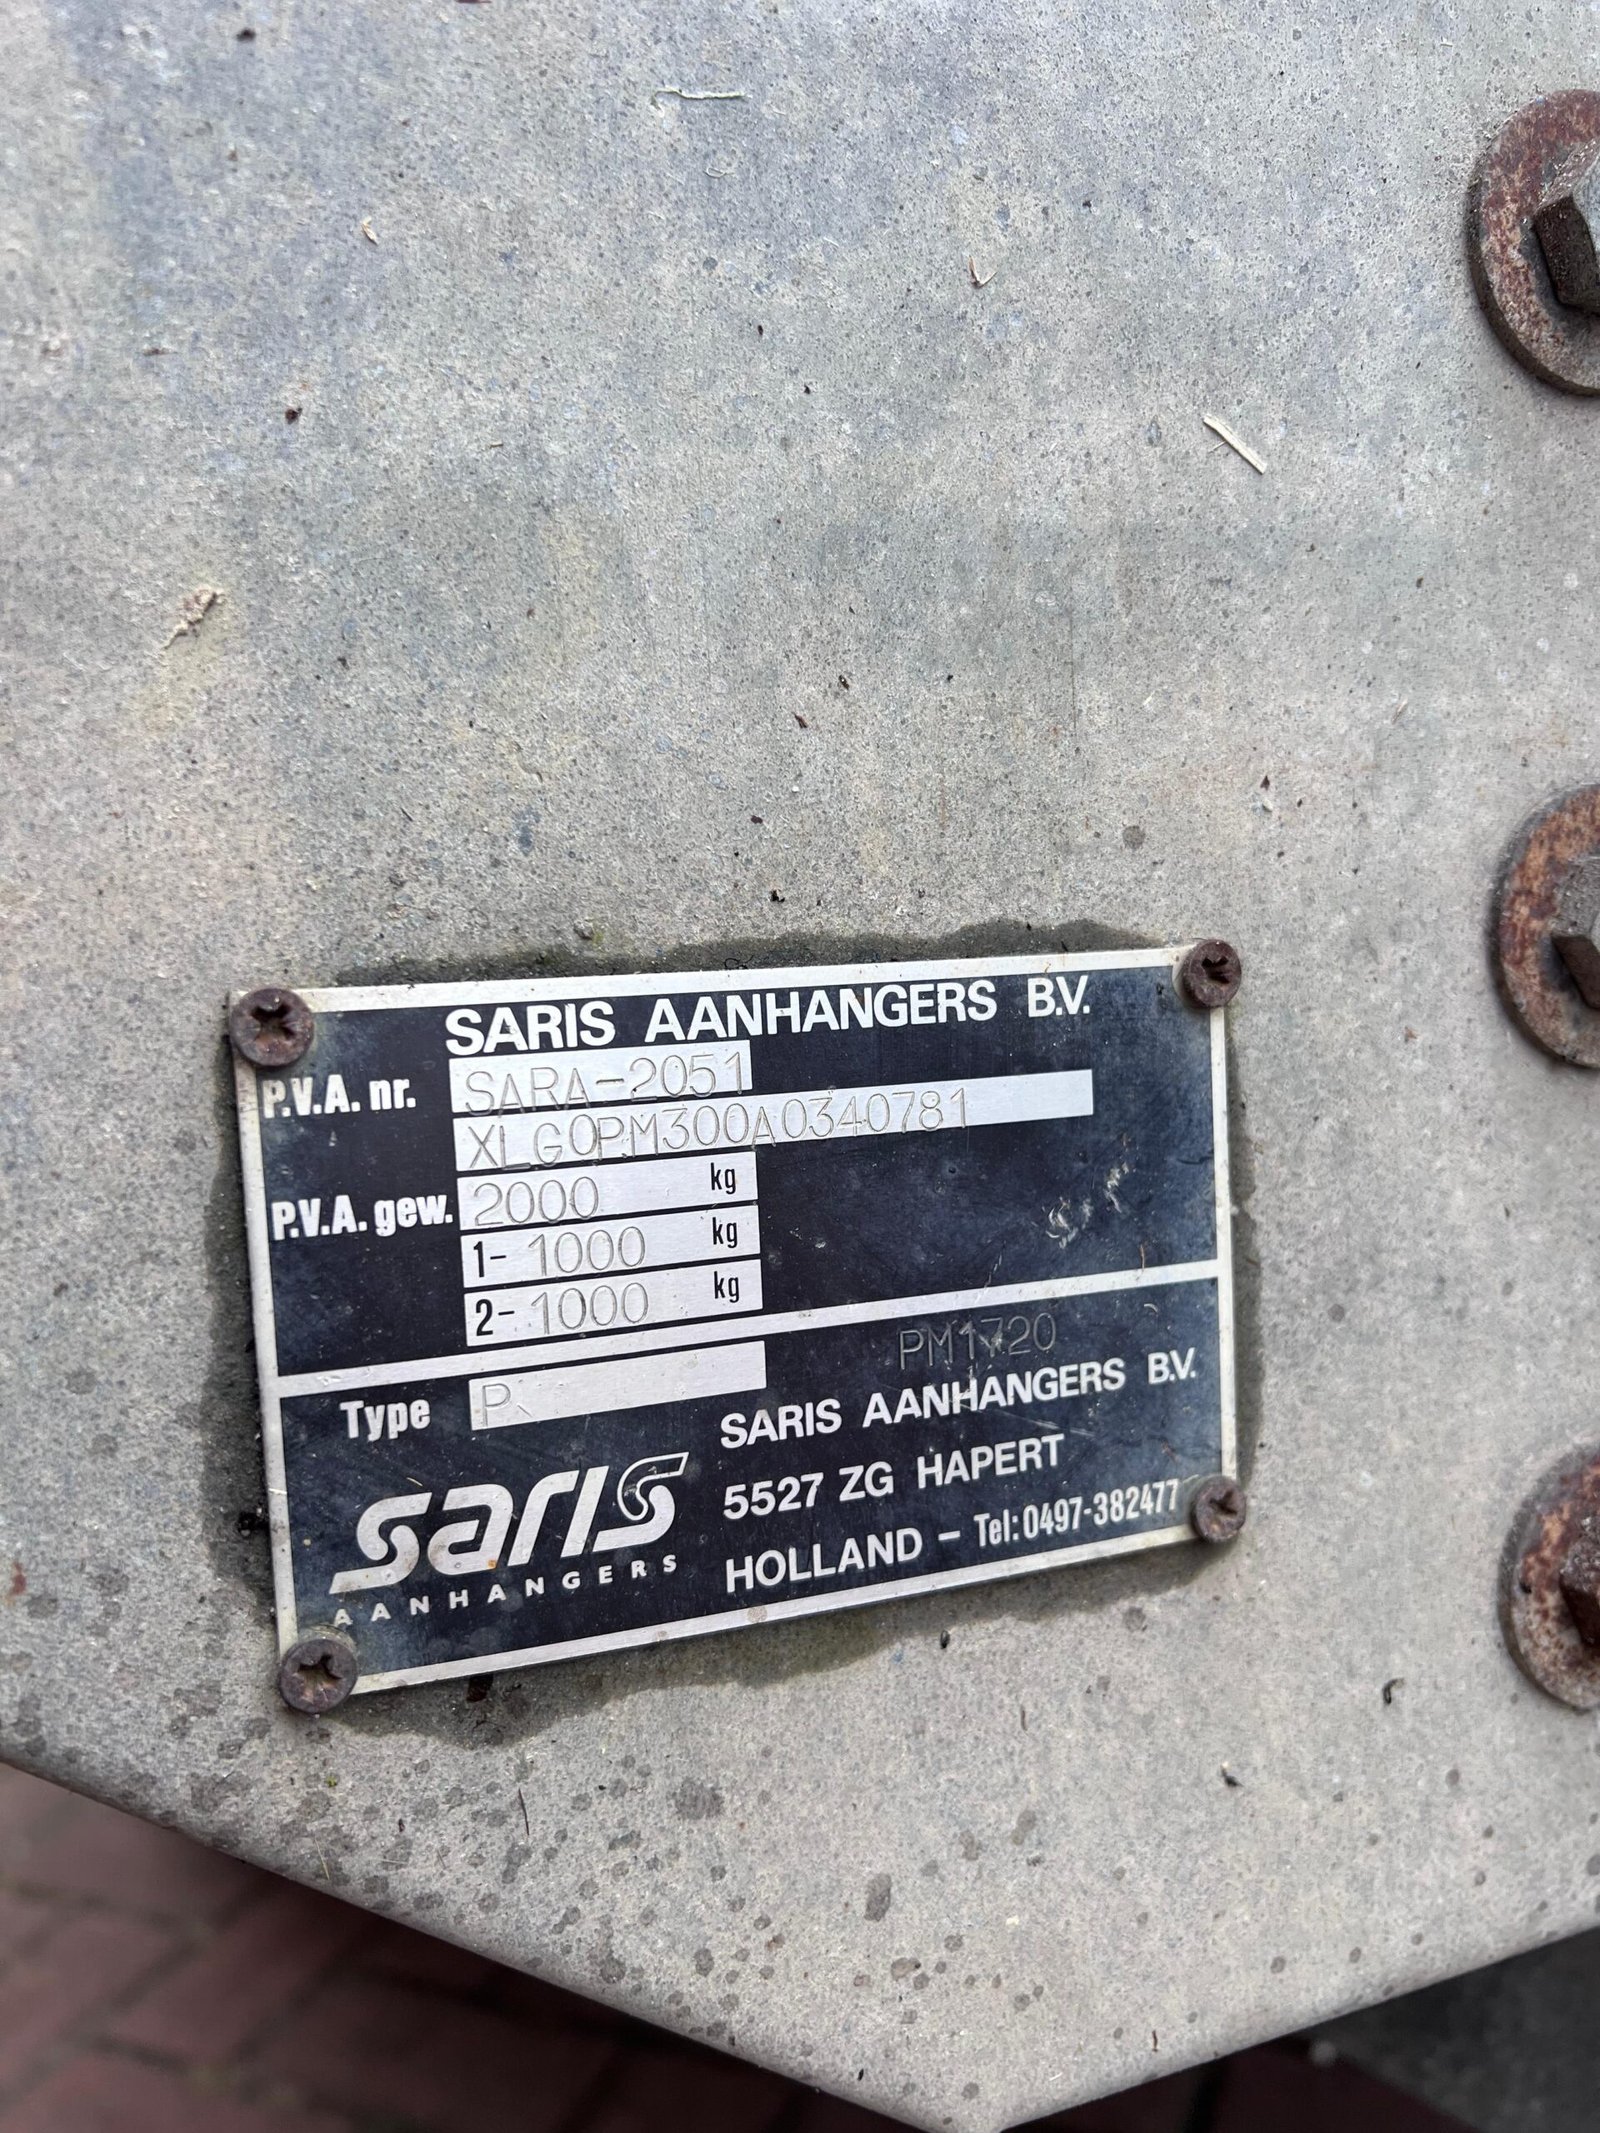 SARIS AANHANGERS B.V.
P.V.A. nr. SARA-2051
XLG0PM300A0340781
P.V.A. gew. 2000 kg
1- 1000 kg
2- 1000 kg
Type P
PM1720
SARIS AANHANGERS B.V.
5527 ZG HAPERT
HOLLAND - Tel: 0497-382477
saris
AANHANGERS